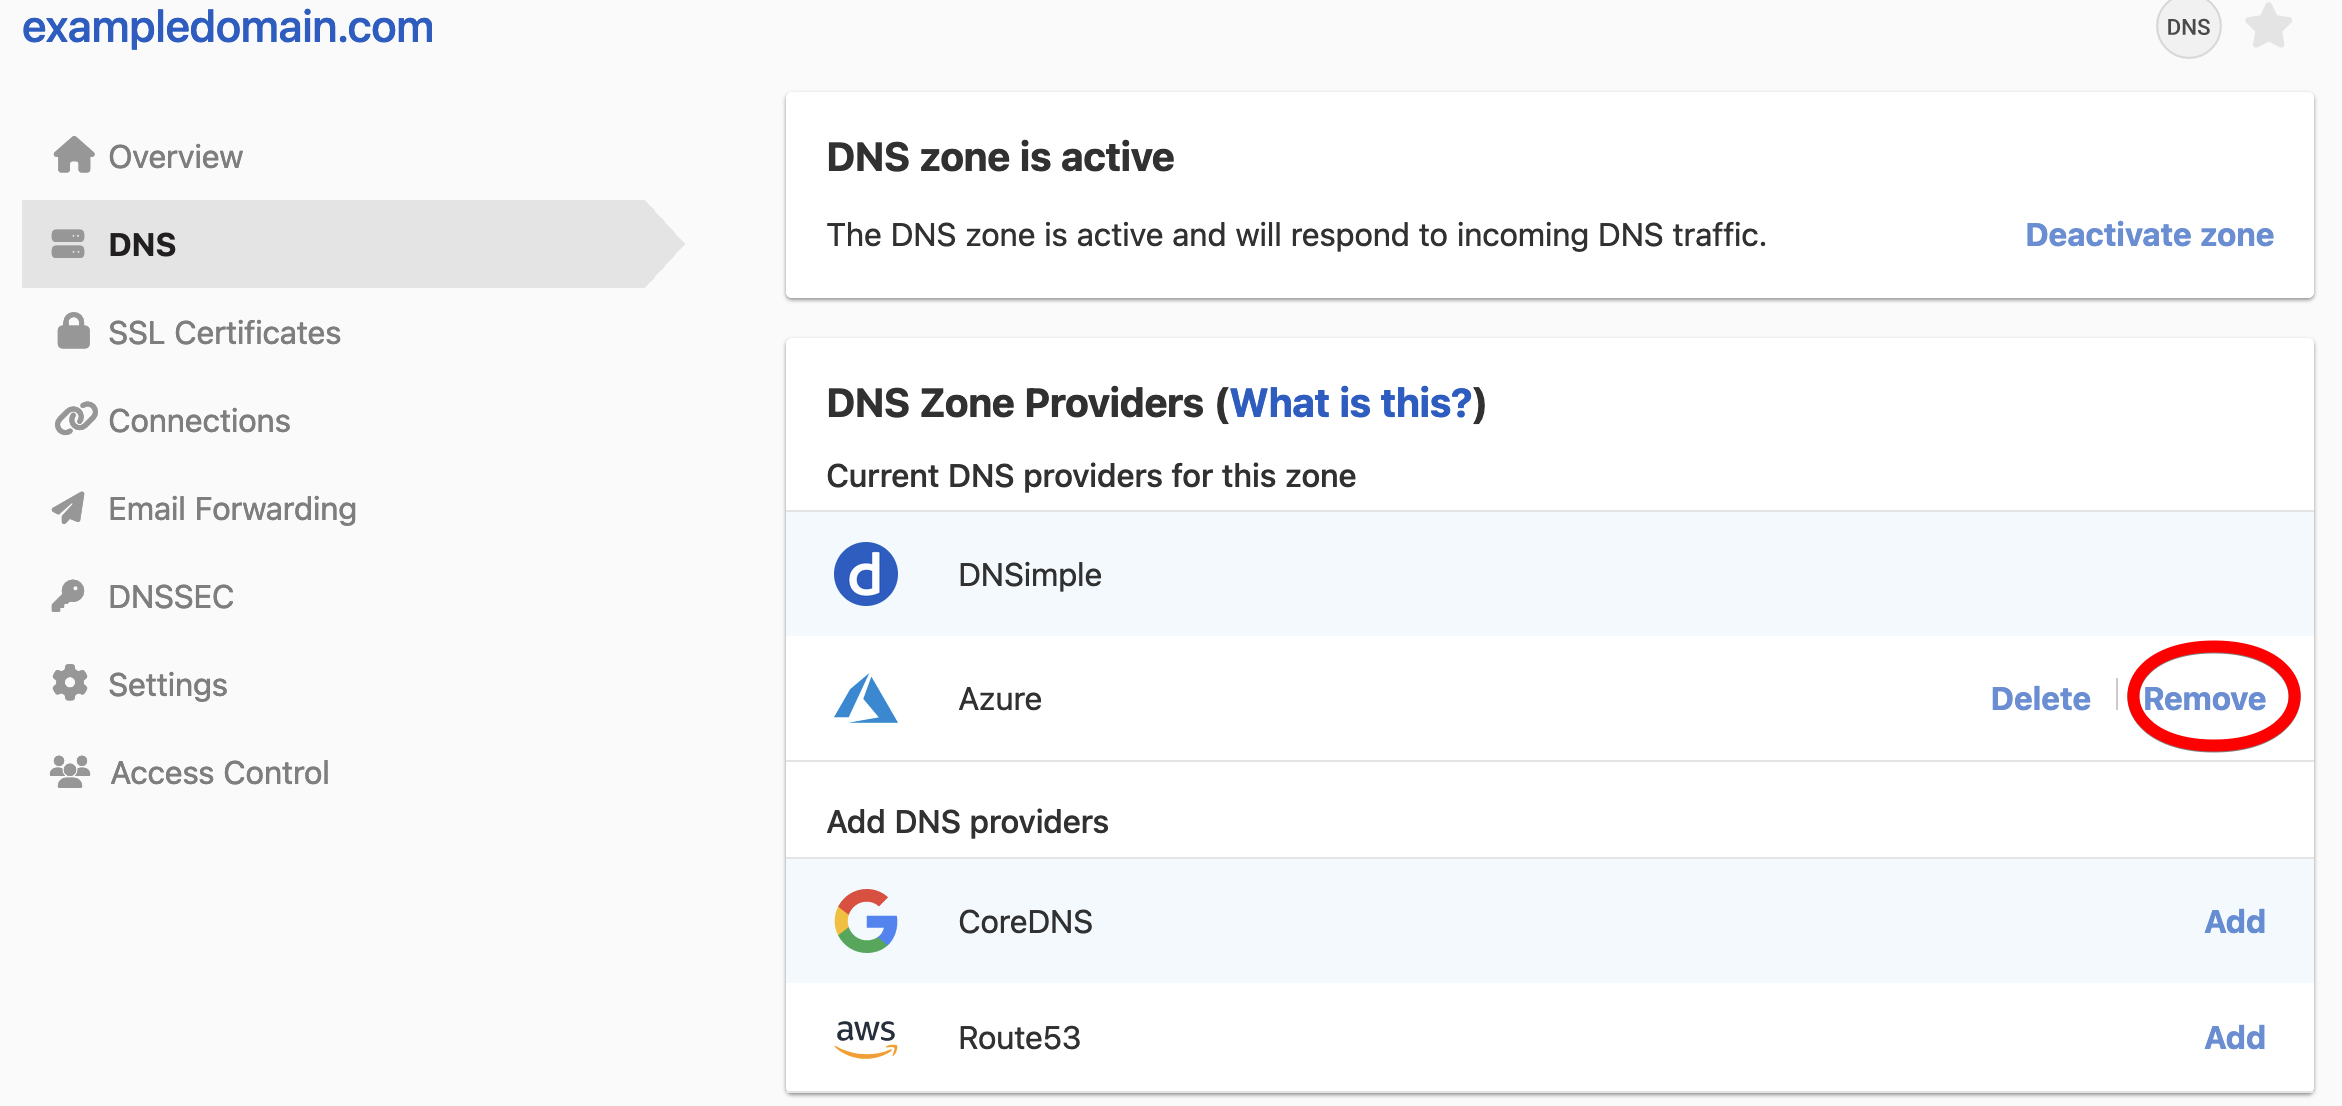 exampledomain.com
DNS
Overview
DNS
SSL Certificates
Connections
Email Forwarding
DNSSEC
Settings
Access Control
DNS zone is active
The DNS zone is active and will respond to incoming DNS traffic.
Deactivate zone
DNS Zone Providers (What is this?)
Current DNS providers for this zone
d DNSimple
Azure
Delete Remove
Add DNS providers
G CoreDNS
Add
aws Route53
Add